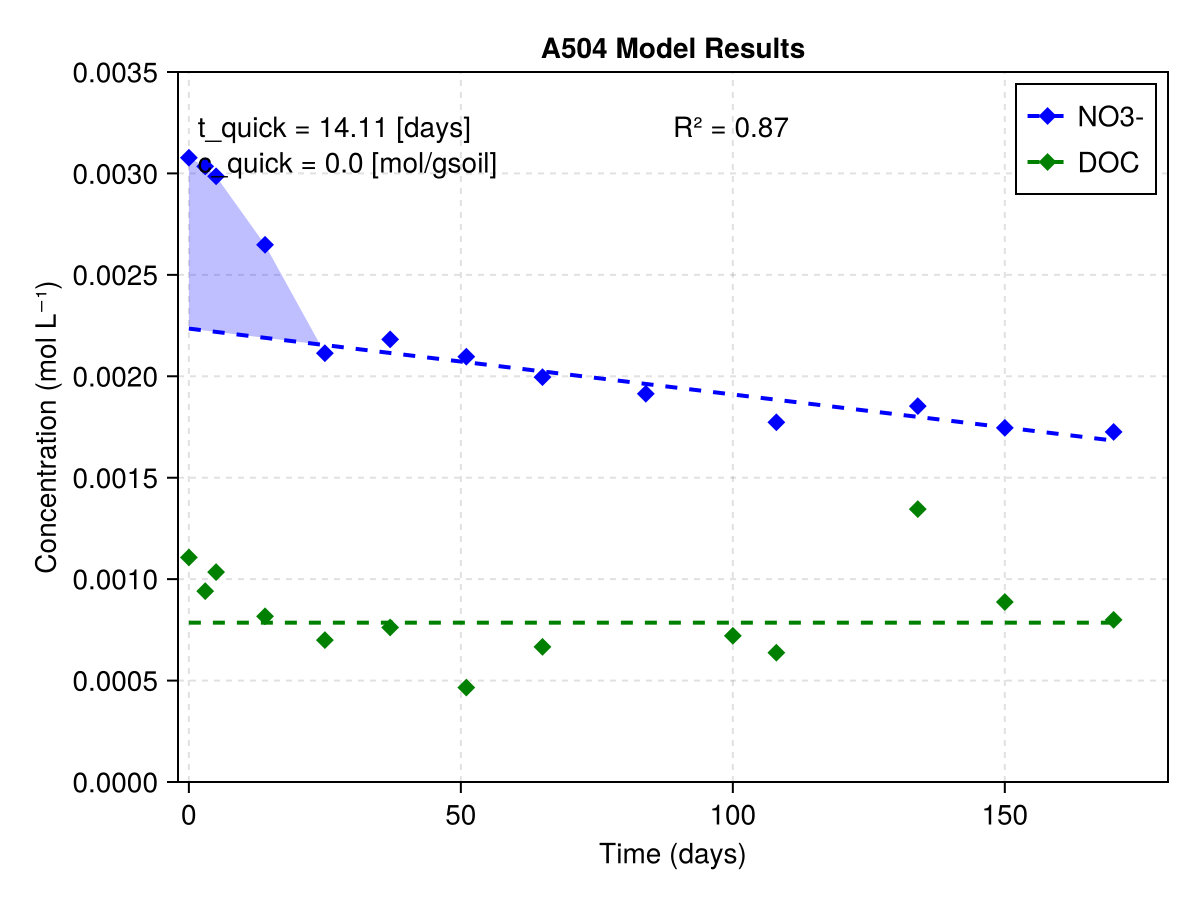 A504 Model Results
t_quick = 14.11 [days]
R² = 0.87
e_quick = 0.0 [mol/gsoil]
NO3-
DOC
Concentration (mol L⁻¹)
0.0035
0.0030
0.0025
0.0020
0.0015
0.0010
0.0005
0.0000
0
50
100
150
Time (days)